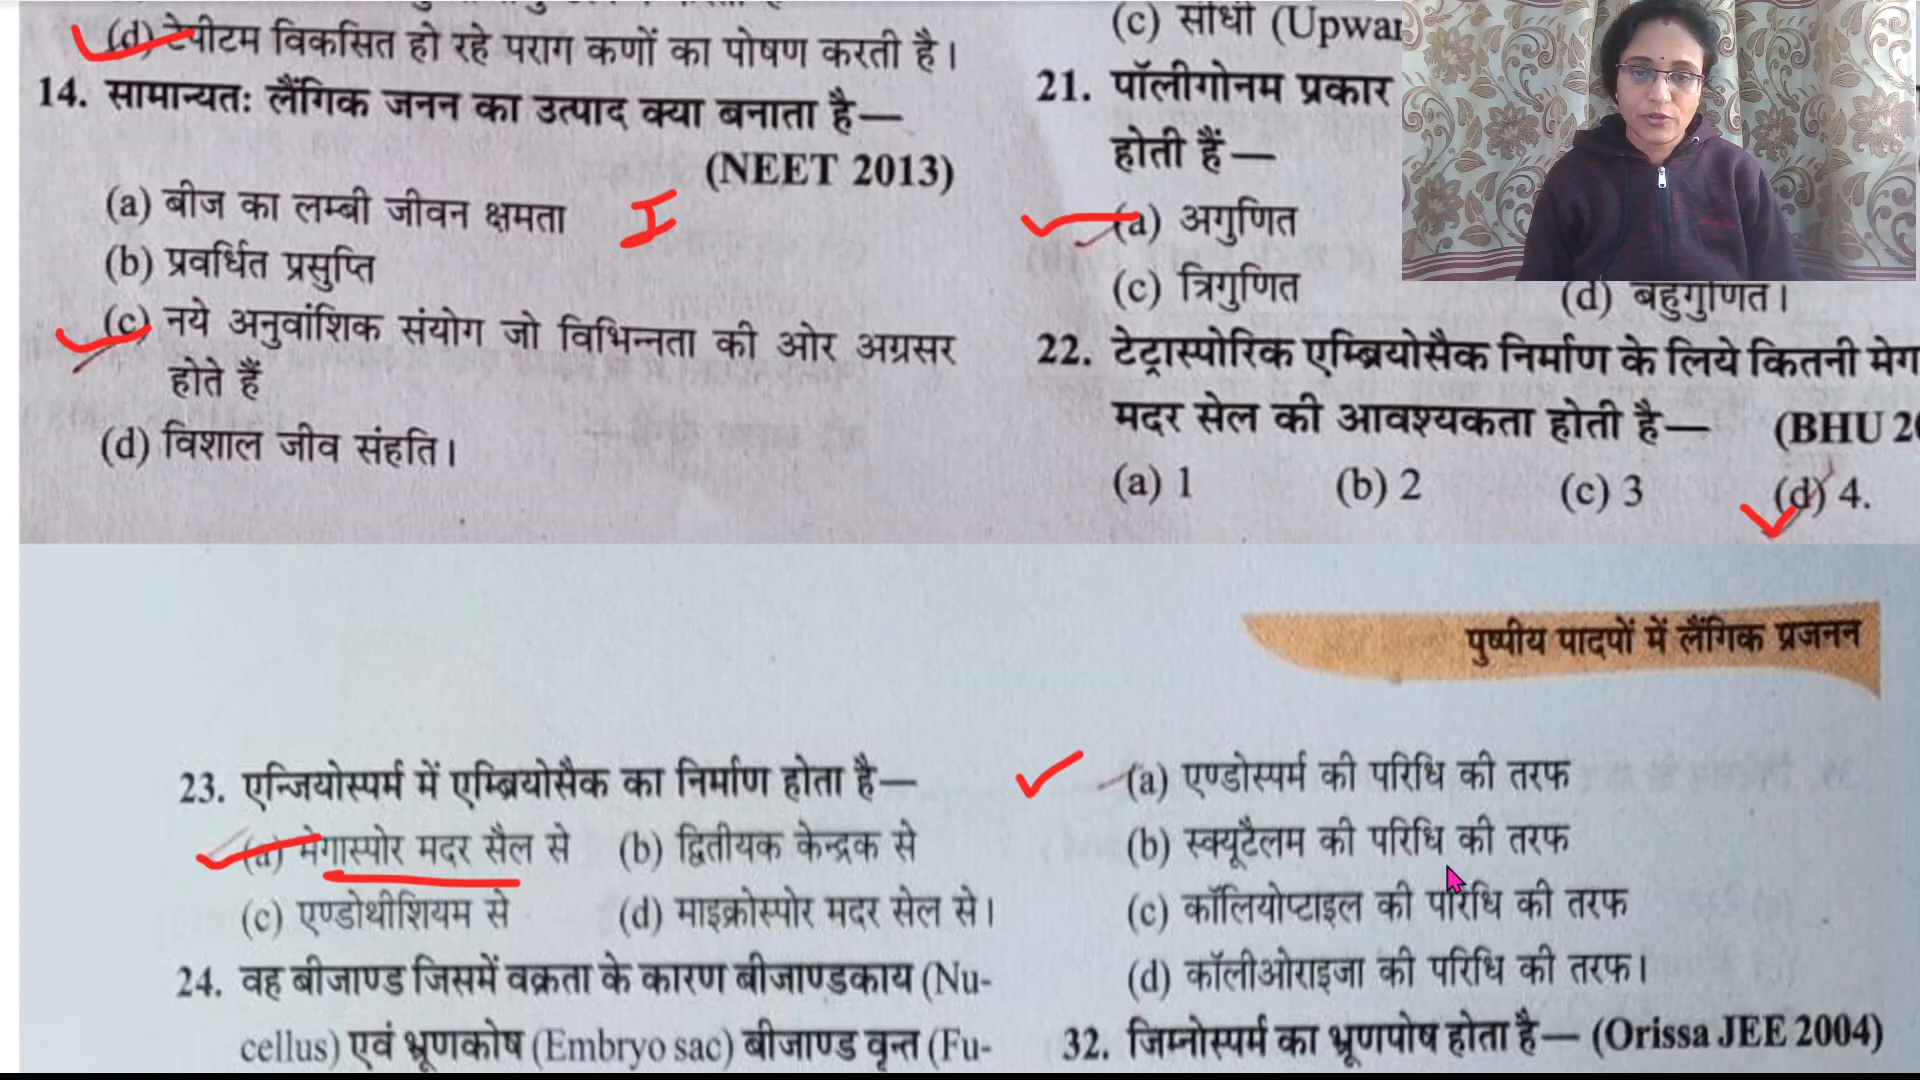 (d) टेपीटम विकसित हो रहे पराग कणों का पोषण करती है।
14. सामान्यतः लैंगिक जनन का उत्पाद क्या बनाता है—
(NEET 2013)
(a) बीज का लम्बी जीवन क्षमता
I
(b) प्रवर्धित प्रसुप्ति
(c) नये अनुवांशिक संयोग जो विभिन्नता की ओर अग्रसर
होते हैं
(d) विशाल जीव संहति।
(c) सीधी (Upwar
21. पॉलीगोनम प्रकार
होती हैं—
(a) अगुणित
(c) त्रिगुणित (d) बहुगुणित।
22. टेट्रास्पोरिक एम्ब्रियोसैक निर्माण के लिये कितनी मेग
मदर सेल की आवश्यकता होती है— (BHU 20
(a) 1 (b) 2 (c) 3 (d) 4.
पुष्पीय पादपों में लैंगिक प्रजनन
23. एन्जियोस्पर्म में एम्ब्रियोसैक का निर्माण होता है—
(a) मेगास्पोर मदर सैल से (b) द्वितीयक केन्द्रक से
(c) एण्डोथीशियम से (d) माइक्रोस्पोर मदर सेल से।
24. वह बीजाण्ड जिसमें वक्रता के कारण बीजाण्डकाय (Nu-
cellus) एवं भ्रूणकोष (Embryo sac) बीजाण्ड वृन्त (Fu-
(a) एण्डोस्पर्म की परिधि की तरफ
(b) स्क्यूटैलम की परिधि की तरफ
(c) कॉलियोप्टाइल की परिधि की तरफ
(d) कॉलीओराइजा की परिधि की तरफ।
32. जिम्नोस्पर्म का भ्रूणपोष होता है— (Orissa JEE 2004)